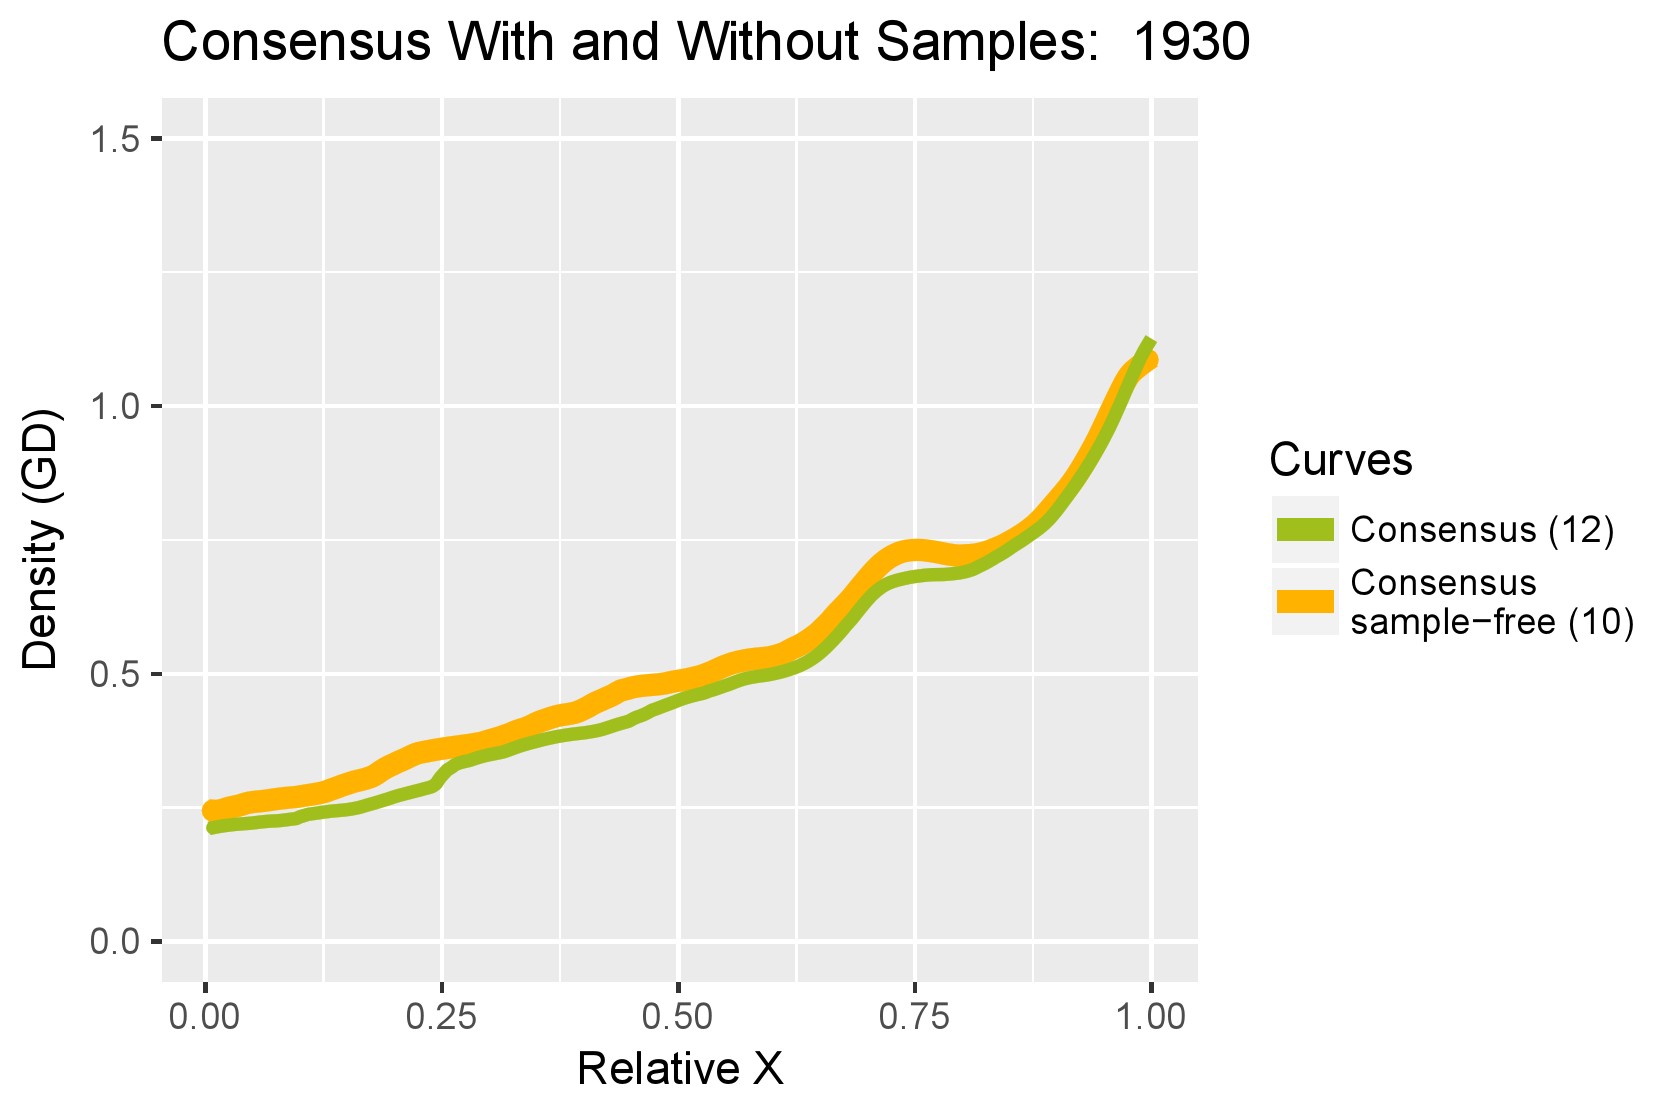 Consensus With and Without Samples:  1930
1.5
1.0
0.5
0.0
Density (GD)
0.00 0.25 0.50 0.75 1.00
Relative X
Curves
Consensus (12)
Consensus
sample−free (10)